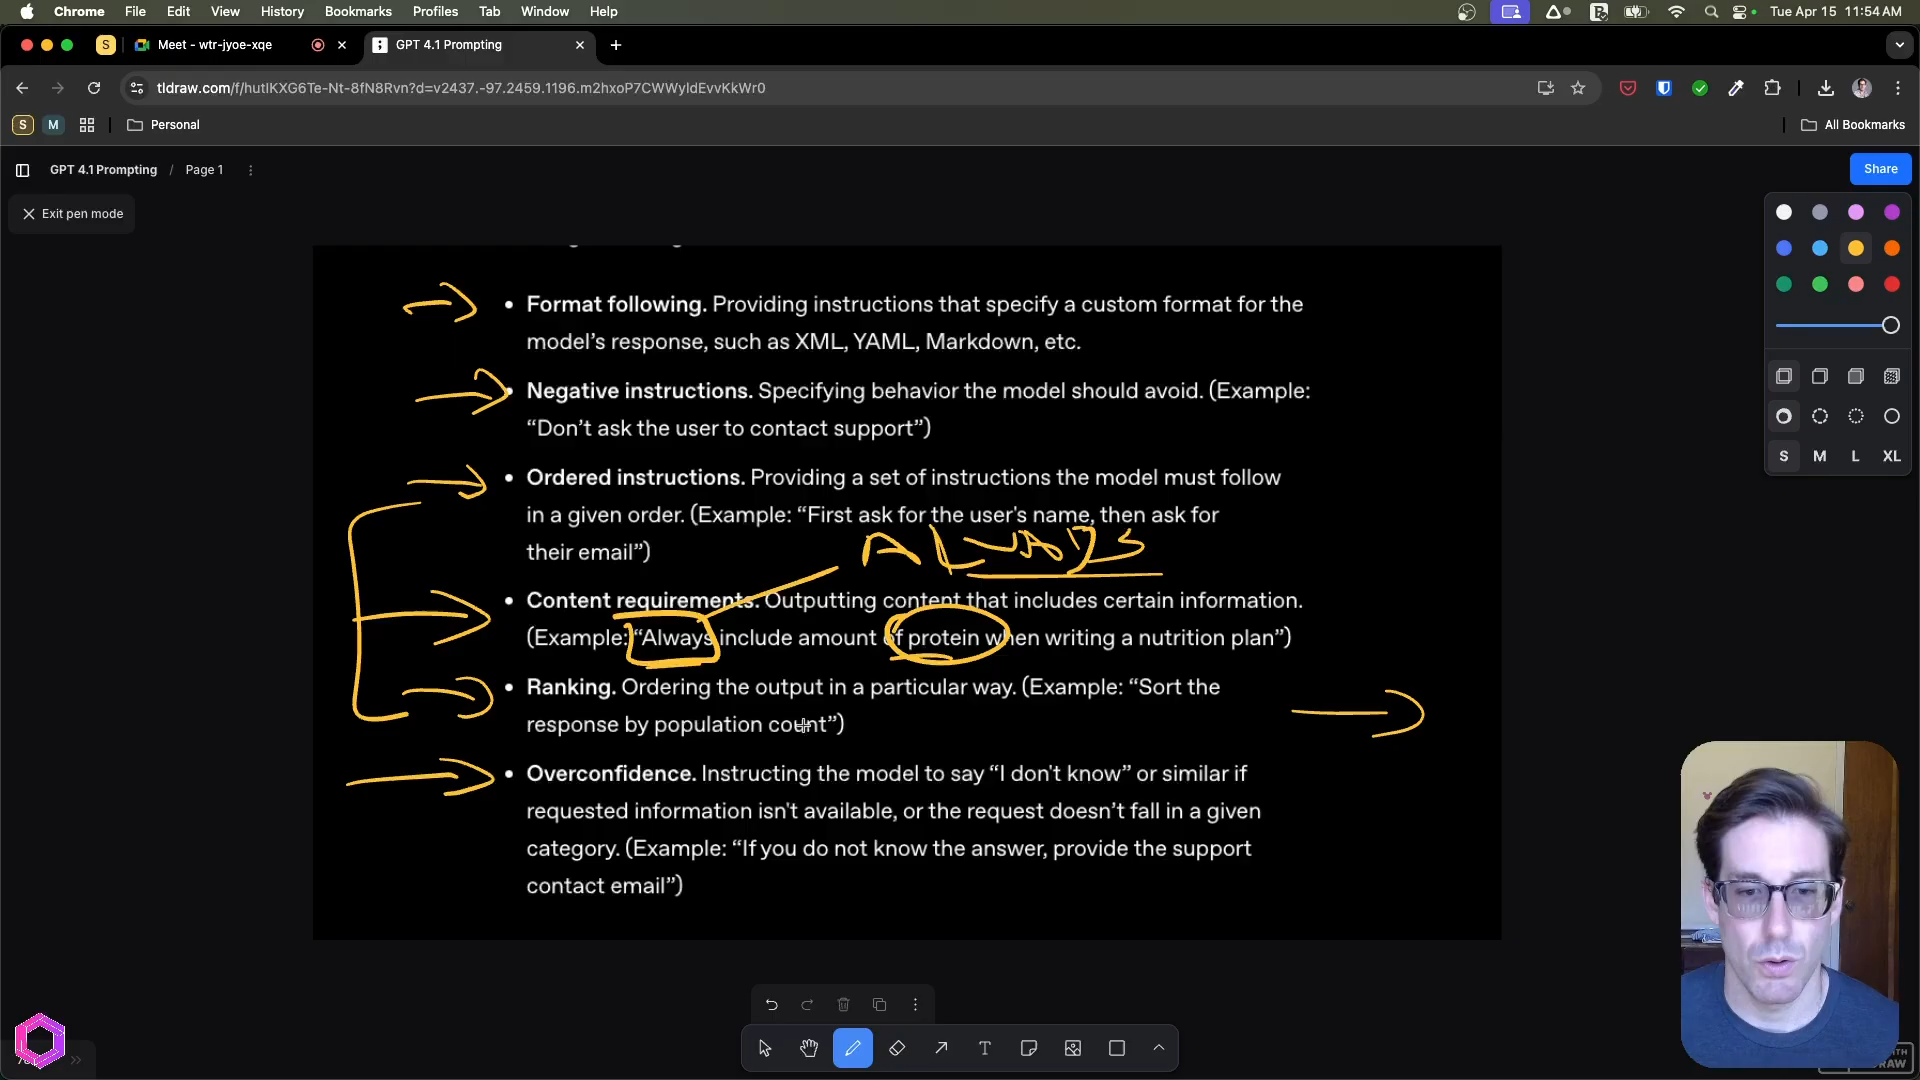 Chrome File Edit View History Bookmarks Profiles Tab Window Help Tue Apr 15 11:54 AM
S Meet - wtr-jyoe-xqe GPT 4.1 Prompting
tldraw.com/f/hutIKXG6Te-Nt-8fN8Rvn?d=v2437.-97.2459.1196.m2hxoP7CWWyldEvvKkWr0
S M Personal All Bookmarks
GPT 4.1 Prompting / Page 1 Share
Exit pen mode
• Format following. Providing instructions that specify a custom format for the
model’s response, such as XML, YAML, Markdown, etc.
• Negative instructions. Specifying behavior the model should avoid. (Example:
“Don’t ask the user to contact support”)
S M L XL
• Ordered instructions. Providing a set of instructions the model must follow
in a given order. (Example: “First ask for the user's name, then ask for
their email”)
ALWAYS
• Content requirements. Outputting content that includes certain information.
(Example: “Always include amount of protein when writing a nutrition plan”)
• Ranking. Ordering the output in a particular way. (Example: “Sort the
response by population count”)
• Overconfidence. Instructing the model to say “I don't know” or similar if
requested information isn't available, or the request doesn’t fall in a given
category. (Example: “If you do not know the answer, provide the support
contact email”)